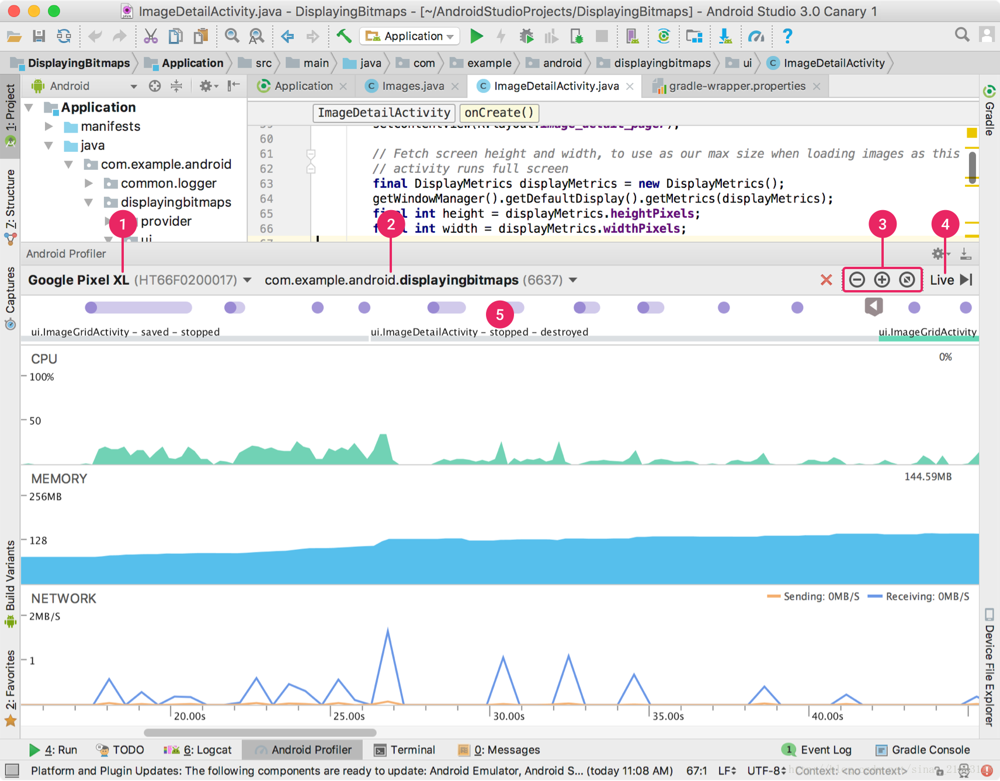 ImageDetailActivity.java - DisplayingBitmaps - [~/AndroidStudioProjects/DisplayingBitmaps] - Android Studio 3.0 Canary 1
Application
DisplayingBitmaps Application src main java com example android displayingbitmaps ui ImageDetailActivity
Android
Application Images.java ImageDetailActivity.java gradle-wrapper.properties
1: Project
Z: Structure
Captures
Build Variants
2: Favorites
Gradle
Device File Explorer
Application
manifests
java
com.example.android
common.logger
displayingbitmaps
provider
ui
ImageDetailActivity onCreate()
setContentView(R.layout.image_detail_pager);
60
61 // Fetch screen height and width, to use as our max size when loading images as this
62 // activity runs full screen
63 final DisplayMetrics displayMetrics = new DisplayMetrics();
64 getWindowManager().getDefaultDisplay().getMetrics(displayMetrics);
65 final int height = displayMetrics.heightPixels;
66 int width = displayMetrics.widthPixels;
67
1 2 3 4
Android Profiler
Google Pixel XL (HT66F0200017) com.example.android.displayingbitmaps (6637) Live
5
ui.ImageGridActivity – saved – stopped ui.ImageDetailActivity – stopped – destroyed ui.ImageGridActivity
CPU 0%
100%
50
MEMORY 144.59MB
256MB
128
NETWORK Sending: 0MB/S Receiving: 0MB/S
2MB/S
1
20.00s 25.00s 30.00s 35.00s 40.00s
4: Run TODO 6: Logcat Android Profiler Terminal 0: Messages 1 Event Log Gradle Console
Platform and Plugin Updates: The following components are ready to update: Android Emulator, Android S... (today 11:08 AM) 67:1 LF UTF-8 Context: <no context>